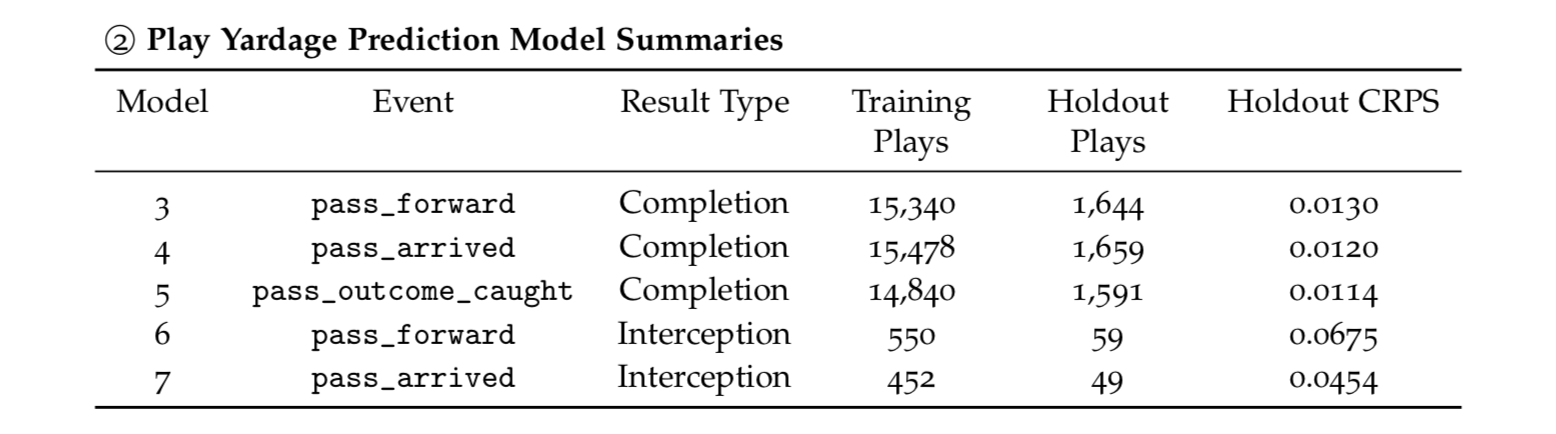 ② Play Yardage Prediction Model Summaries
Model Event Result Type Training Plays Holdout Plays Holdout CRPS
3 pass_forward Completion 15,340 1,644 0.0130
4 pass_arrived Completion 15,478 1,659 0.0120
5 pass_outcome_caught Completion 14,840 1,591 0.0114
6 pass_forward Interception 550 59 0.0675
7 pass_arrived Interception 452 49 0.0454